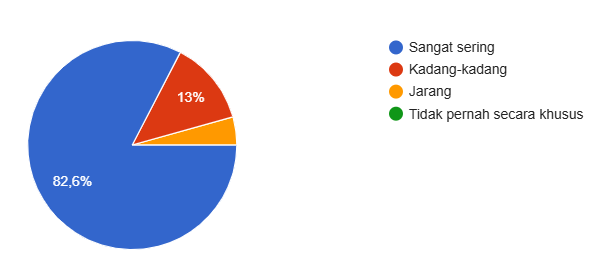 Sangat sering
Kadang-kadang
Jarang
Tidak pernah secara khusus
13%
82,6%